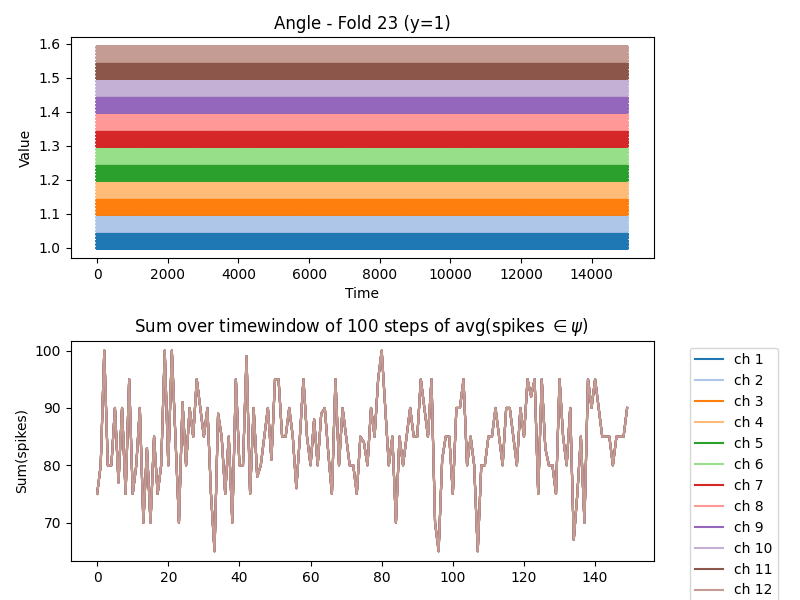 Angle - Fold 23 (y=1)
Value
1.6
1.5
1.4
1.3
1.2
1.1
1.0
0 2000 4000 6000 8000 10000 12000 14000
Time
Sum over timewindow of 100 steps of avg(spikes ∈ ψ)
Sum(spikes)
100
90
80
70
0 20 40 60 80 100 120 140
ch 1
ch 2
ch 3
ch 4
ch 5
ch 6
ch 7
ch 8
ch 9
ch 10
ch 11
ch 12